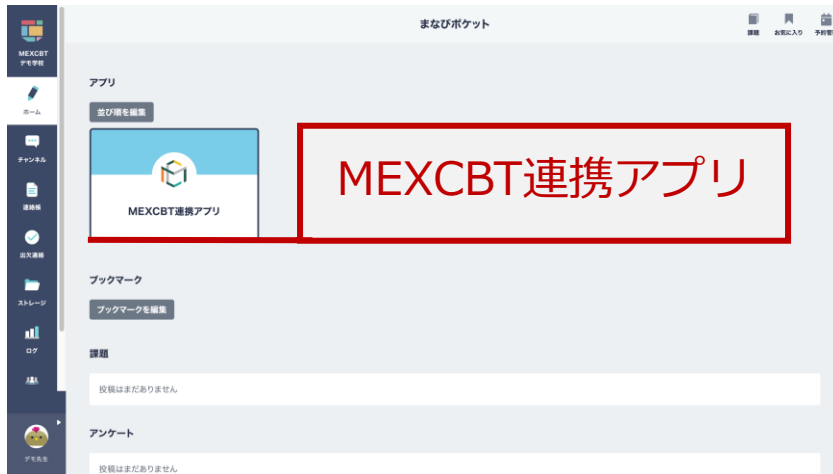 MEXCBT
デモ学校
まなびポケット
課題
お気に入り
ホーム
チャンネル
連絡帳
出欠連絡
ストレージ
ログ
デモ先生
アプリ
並び順を編集
MEXCBT連携アプリ
MEXCBT連携アプリ
ブックマーク
ブックマークを編集
課題
投稿はまだありません
アンケート
投稿はまだありません